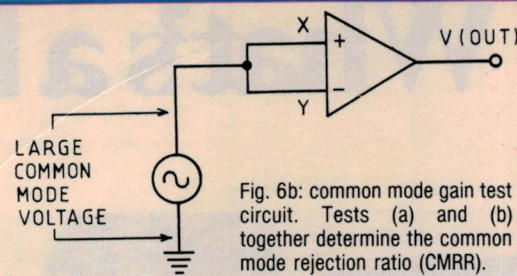 X
+
V (OUT)
Y
−
LARGE
COMMON
MODE
VOLTAGE
Fig. 6b: common mode gain test
circuit. Tests (a) and (b)
together determine the common
mode rejection ratio (CMRR).